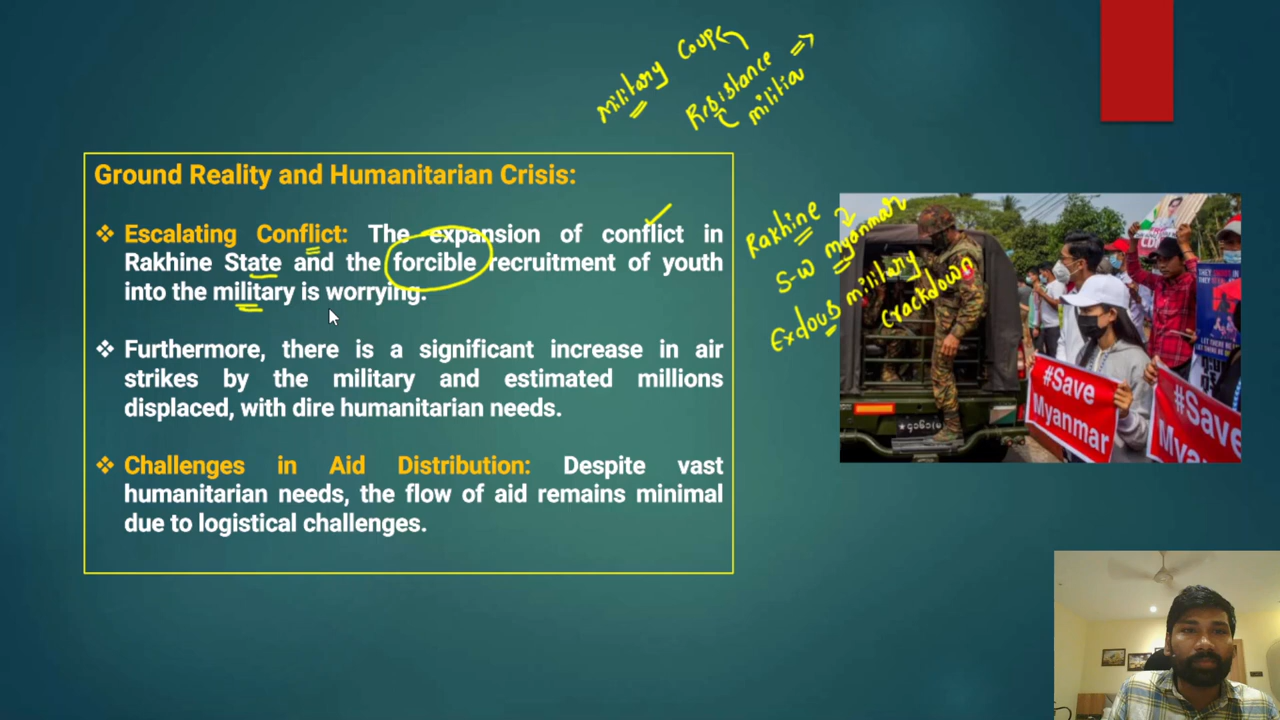 Military Coup
Resistance
militia
Ground Reality and Humanitarian Crisis:
❖ Escalating Conflict: The expansion of conflict in
Rakhine State and the forcible recruitment of youth
into the military is worrying.
❖ Furthermore, there is a significant increase in air
strikes by the military and estimated millions
displaced, with dire humanitarian needs.
❖ Challenges in Aid Distribution: Despite vast
humanitarian needs, the flow of aid remains minimal
due to logistical challenges.
Rakhine
S-W myanmar
Exdous military
crackdown
CDM
#Save
Myanmar
#Save
Mya